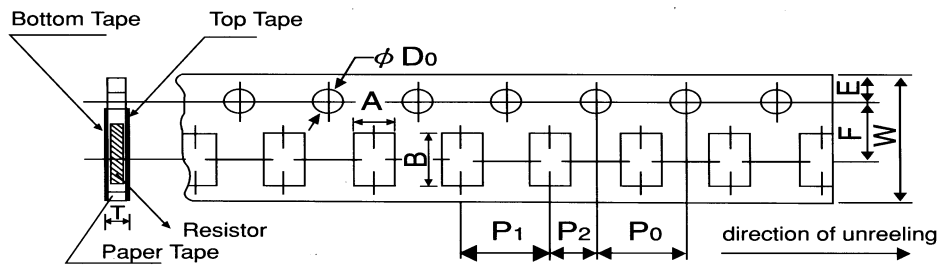 Bottom Tape
Top Tape
φ D0
A
B
E
F
W
T
Resistor
Paper Tape
P1
P2
P0
direction of unreeling